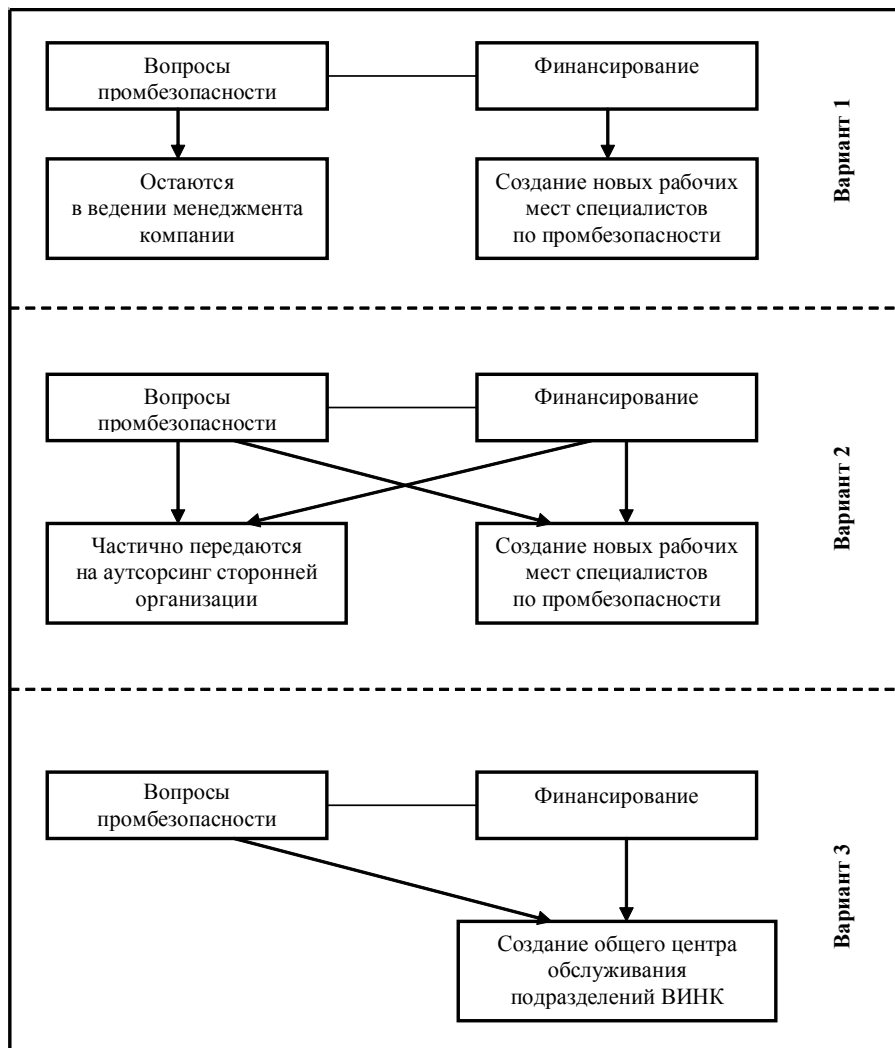 Вопросы
промбезопасности
Финансирование
Остаются
в ведении менеджмента
компании
Создание новых рабочих
мест специалистов
по промбезопасности
Вариант 1
Вопросы
промбезопасности
Финансирование
Частично передаются
на аутсорсинг сторонней
организации
Создание новых рабочих
мест специалистов
по промбезопасности
Вариант 2
Вопросы
промбезопасности
Финансирование
Создание общего центра
обслуживания
подразделений ВИНК
Вариант 3